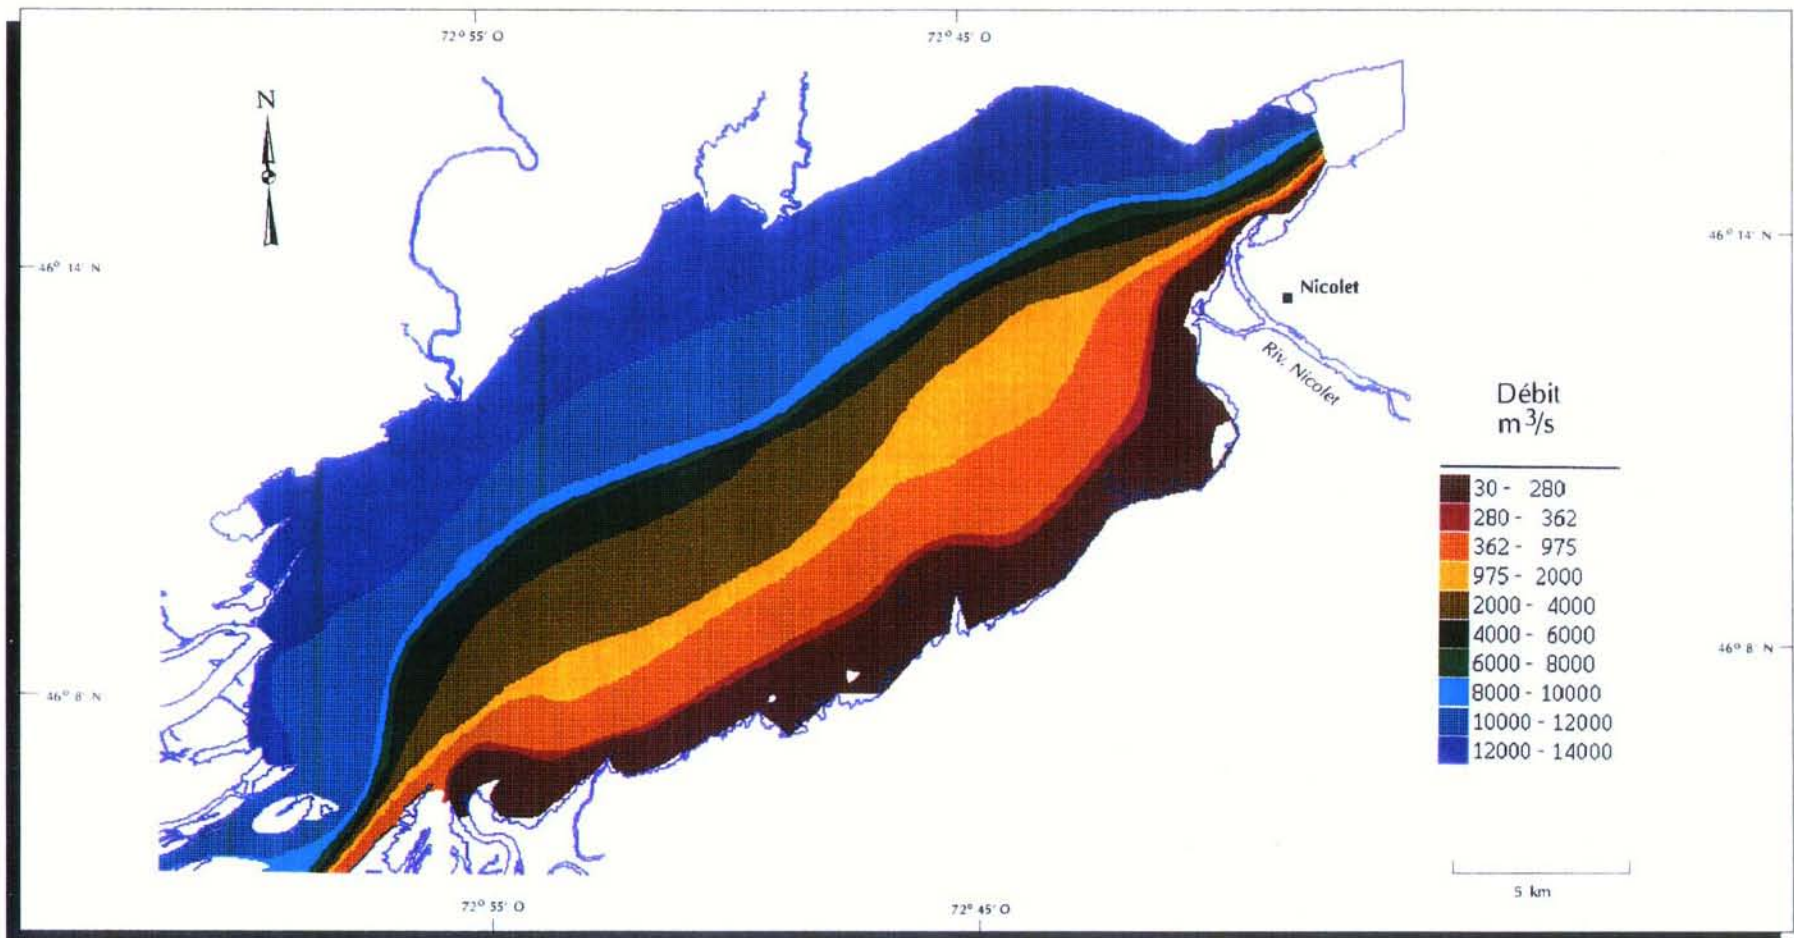 72° 55' O
72° 45' O
N
46° 14' N
46° 14' N
Nicolet
Riv. Nicolet
Débit
m³/s
30 - 280
280 - 362
362 - 975
975 - 2000
2000 - 4000
4000 - 6000
6000 - 8000
8000 - 10000
10000 - 12000
12000 - 14000
46° 8' N
46° 8' N
5 km
72° 55' O
72° 45' O